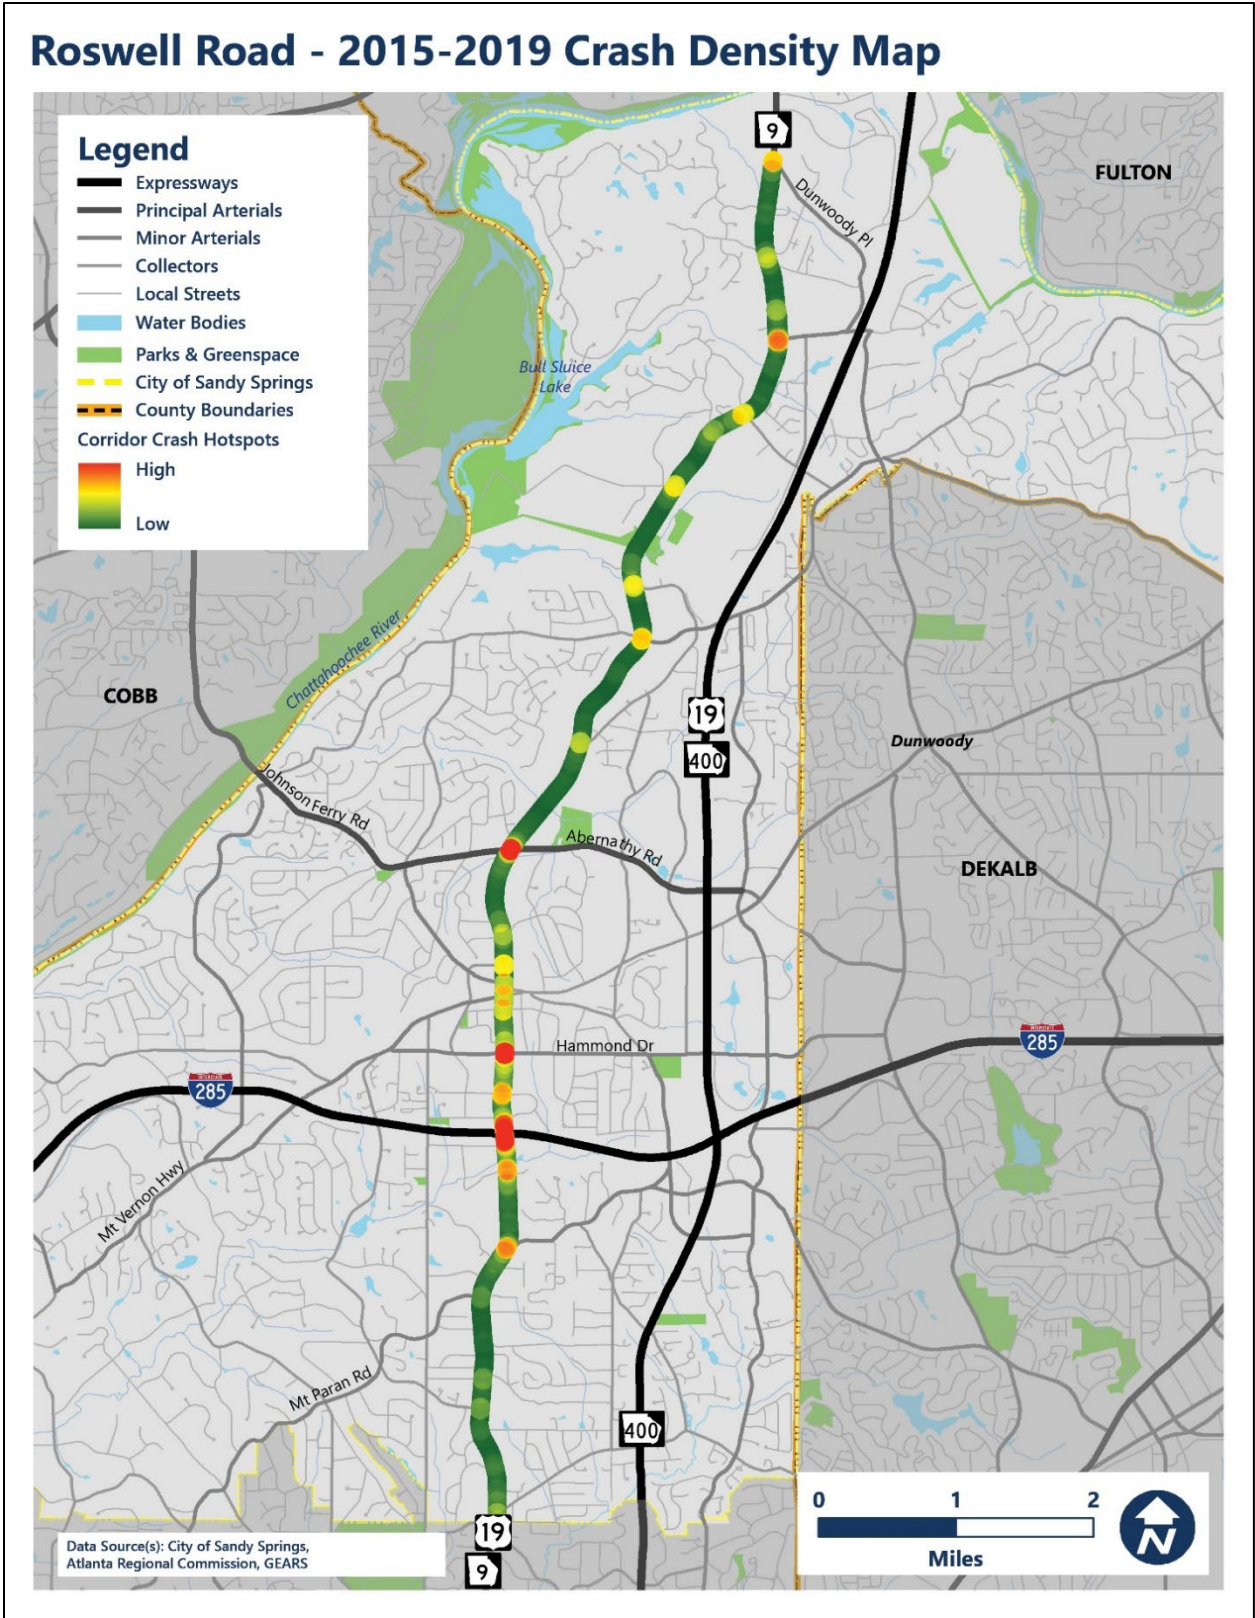 Roswell Road - 2015-2019 Crash Density Map
Legend
Expressways
Principal Arterials
Minor Arterials
Collectors
Local Streets
Water Bodies
Parks & Greenspace
City of Sandy Springs
County Boundaries
Corridor Crash Hotspots
High
Low
9
FULTON
Dunwoody Pl
Bull Sluice
Lake
Chattahoochee River
COBB
19
400
Dunwoody
Johnson Ferry Rd
Abernathy Rd
DEKALB
Hammond Dr
INTERSTATE
285
INTERSTATE
285
Mt Vernon Hwy
Mt Paran Rd
400
19
9
Data Source(s): City of Sandy Springs,
Atlanta Regional Commission, GEARS
0 1 2
Miles
N